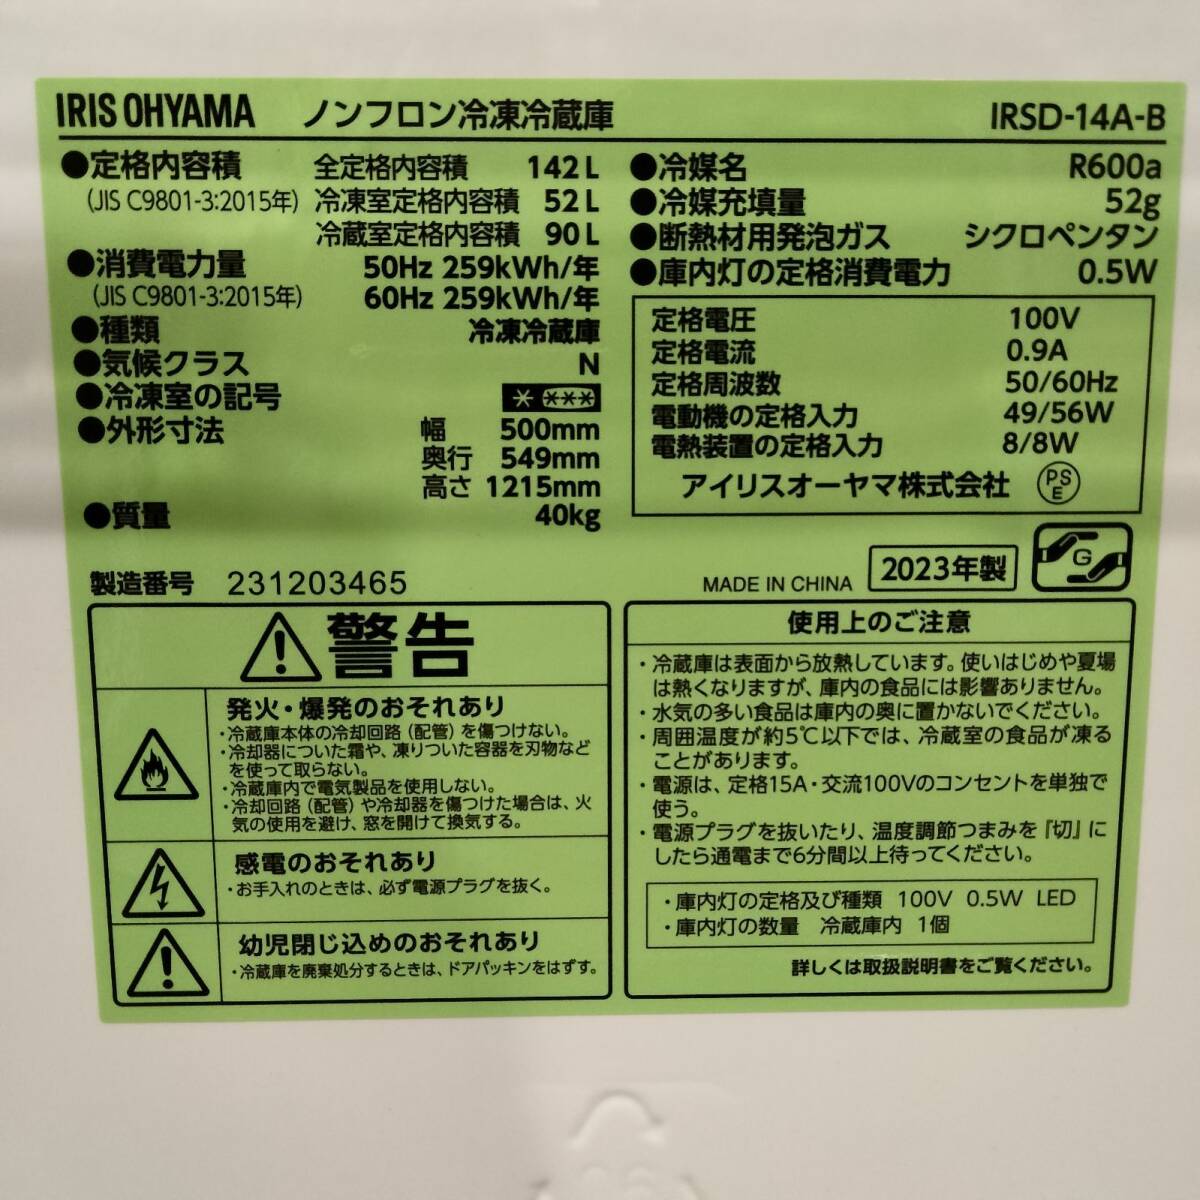 IRIS OHYAMA ノンフロン冷凍冷蔵庫 IRSD-14A-B
●定格内容積 全定格内容積 142L
(JIS C9801-3:2015年) 冷凍室定格内容積 52L
冷蔵室定格内容積 90L
●消費電力量 50Hz 259kWh/年
(JIS C9801-3:2015年) 60Hz 259kWh/年
●種類 冷凍冷蔵庫
●気候クラス N
●冷凍室の記号 * ***
●外形寸法 幅 500mm
奥行 549mm
高さ 1215mm
●質量 40kg
●冷媒名 R600a
●冷媒充填量 52g
●断熱材用発泡ガス シクロペンタン
●庫内灯の定格消費電力 0.5W
定格電圧 100V
定格電流 0.9A
定格周波数 50/60Hz
電動機の定格入力 49/56W
電熱装置の定格入力 8/8W
アイリスオーヤマ株式会社 PSE
製造番号 231203465
MADE IN CHINA 2023年製 G
警告
発火・爆発のおそれあり
・冷蔵庫本体の冷却回路(配管)を傷つけない。
・冷却器についた霜や、凍りついた容器を刃物など
を使って取らない。
・冷蔵庫内で電気製品を使用しない。
・冷却回路(配管)や冷却器を傷つけた場合は、火
気の使用を避け、窓を開けて換気する。
感電のおそれあり
・お手入れのときは、必ず電源プラグを抜く。
幼児閉じ込めのおそれあり
・冷蔵庫を廃棄処分するときは、ドアパッキンをはずす。
使用上のご注意
・冷蔵庫は表面から放熱しています。使いはじめや夏場
は熱くなりますが、庫内の食品には影響ありません。
・水気の多い食品は庫内の奥に置かないでください。
・周囲温度が約5℃以下では、冷蔵室の食品が凍る
ことがあります。
・電源は、定格15A・交流100Vのコンセントを単独で
使う。
・電源プラグを抜いたり、温度調節つまみを『切』に
したら通電まで6分間以上待ってください。
・庫内灯の定格及び種類 100V 0.5W LED
・庫内灯の数量 冷蔵庫内 1個
詳しくは取扱説明書をご覧ください。